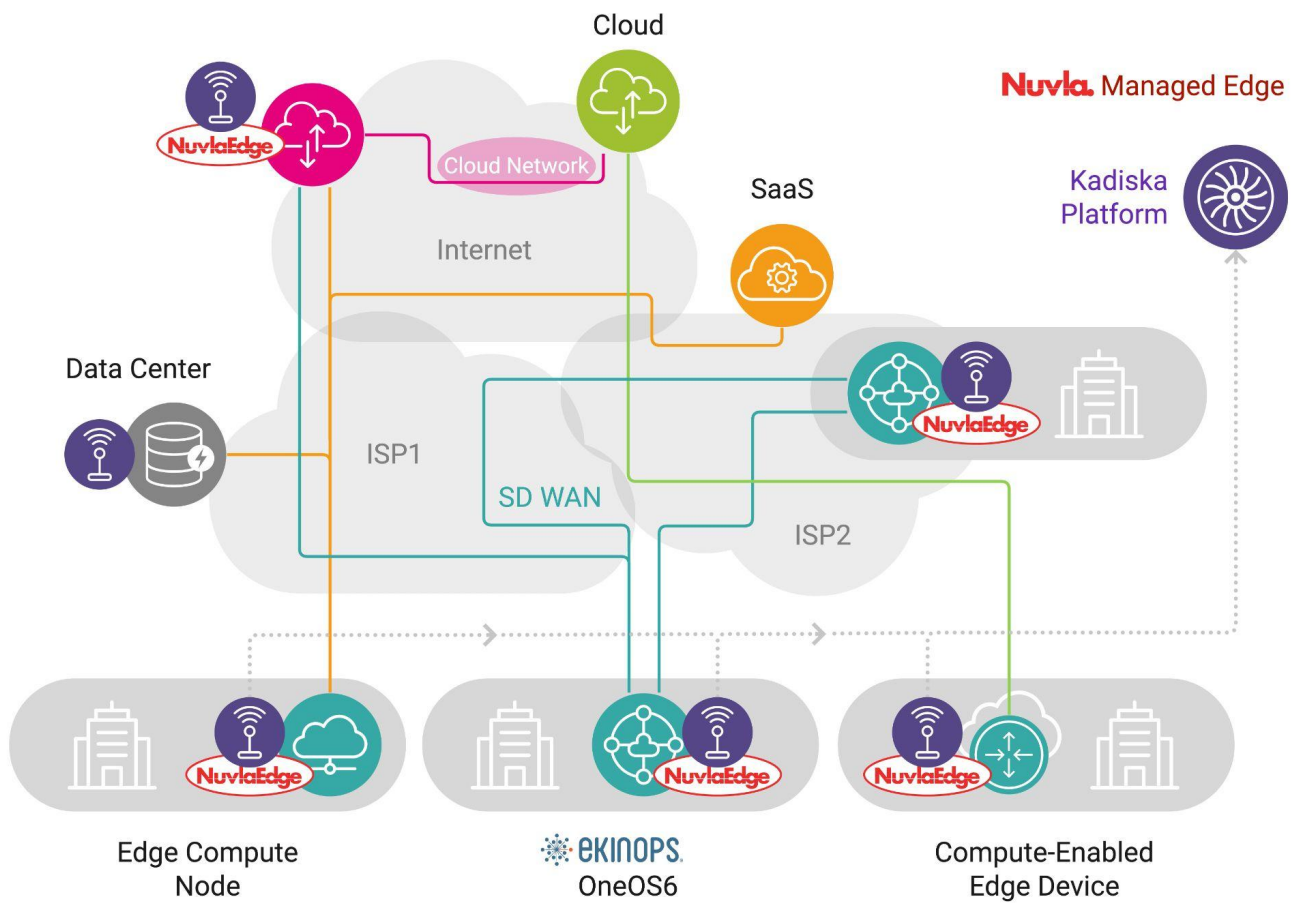 Cloud
Nuvla. Managed Edge
NuvlaEdge
Cloud Network
Kadiska
Platform
SaaS
Internet
Data Center
NuvlaEdge
ISP1
SD WAN
ISP2
NuvlaEdge
NuvlaEdge
NuvlaEdge
Edge Compute
Node
ekinops.
OneOS6
Compute-Enabled
Edge Device